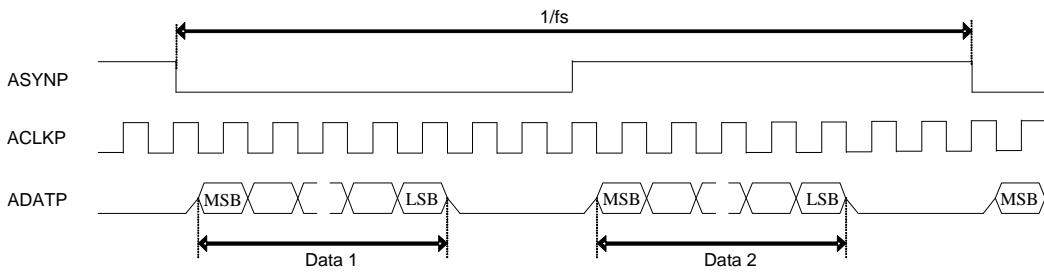 1/fs
ASYNP
ACLKP
ADATP
MSB LSB MSB LSB MSB
Data 1 Data 2